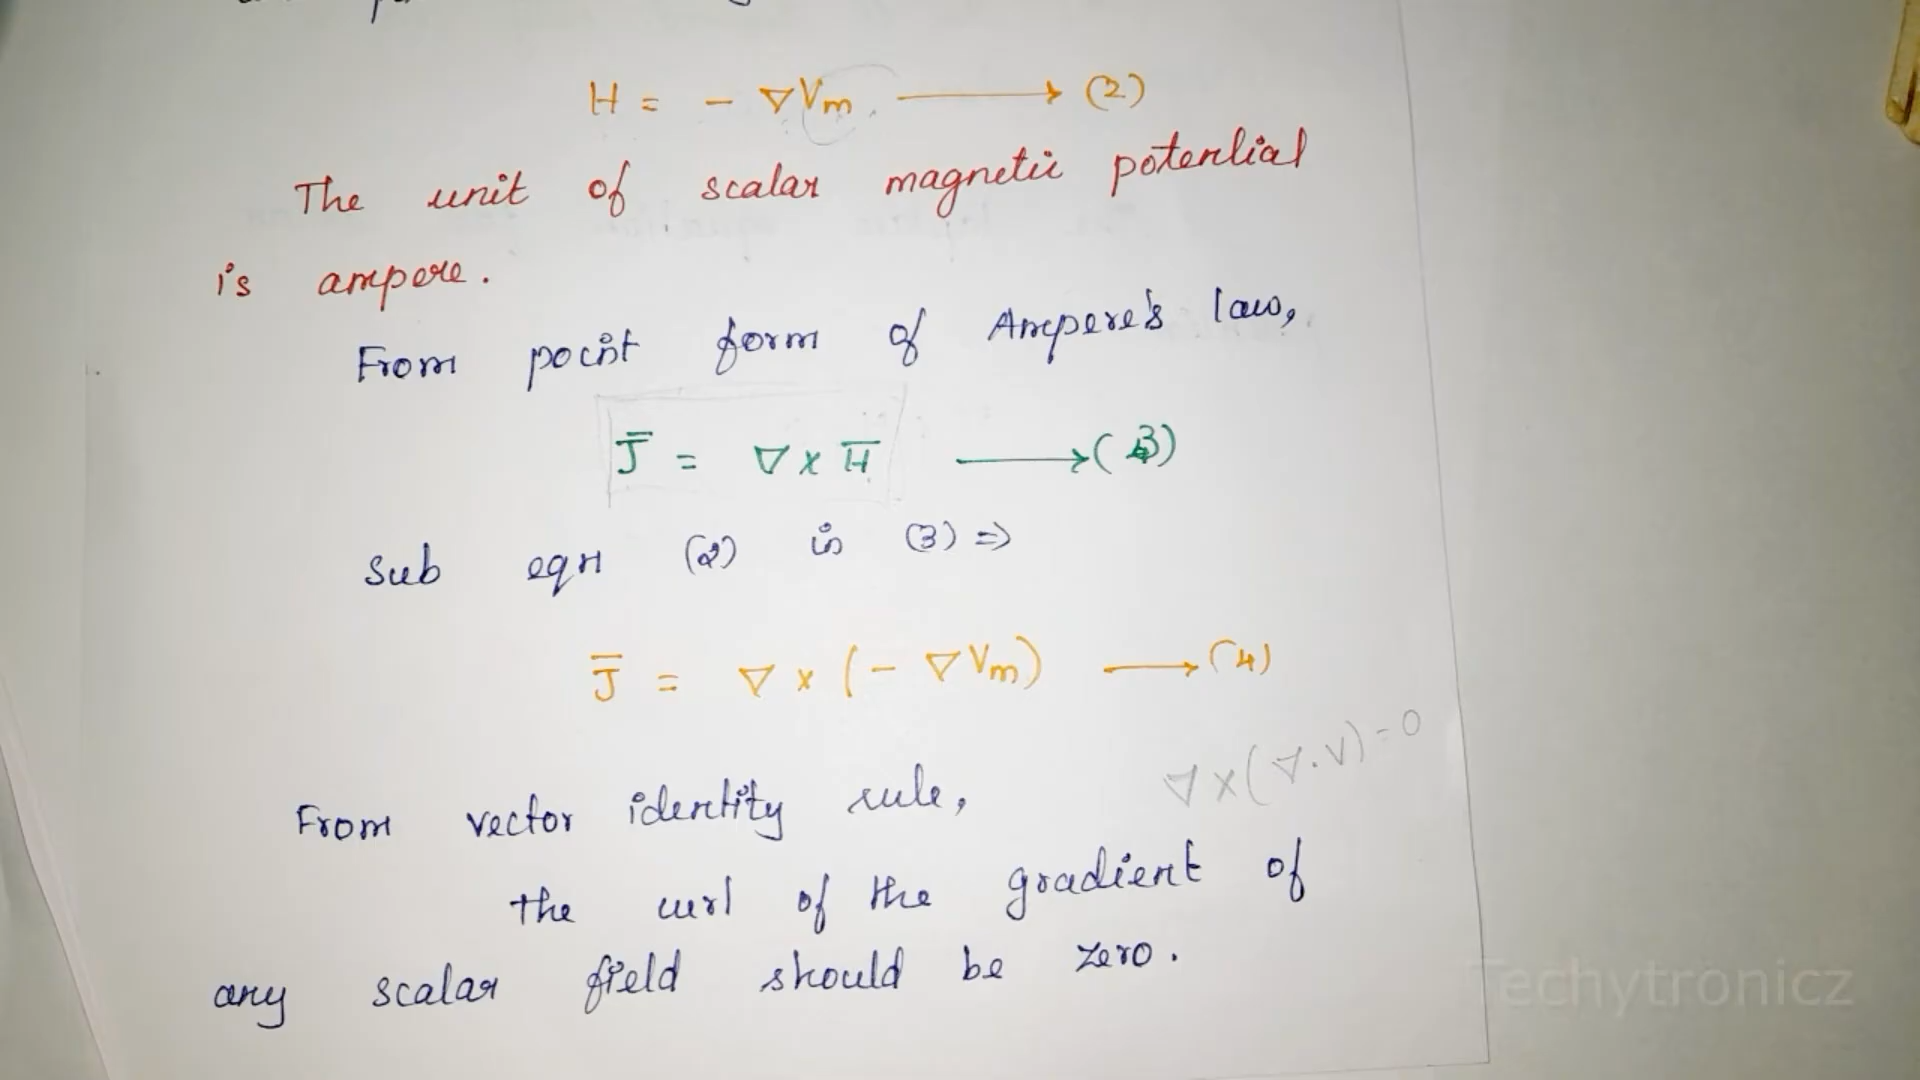 H = - ∇Vm ⟶ (2)
The unit of scalar magnetic potential
is ampere.
From point form of Ampere's law,
J̅ = ∇ × H̅ ⟶ (3)
Sub eqn (2) in (3) ⇒
J̅ = ∇ × (- ∇Vm) ⟶ (4)
∇ × (∇.V) = 0
From vector identity rule,
the curl of the gradient of
any scalar field should be zero.
Techytronicz